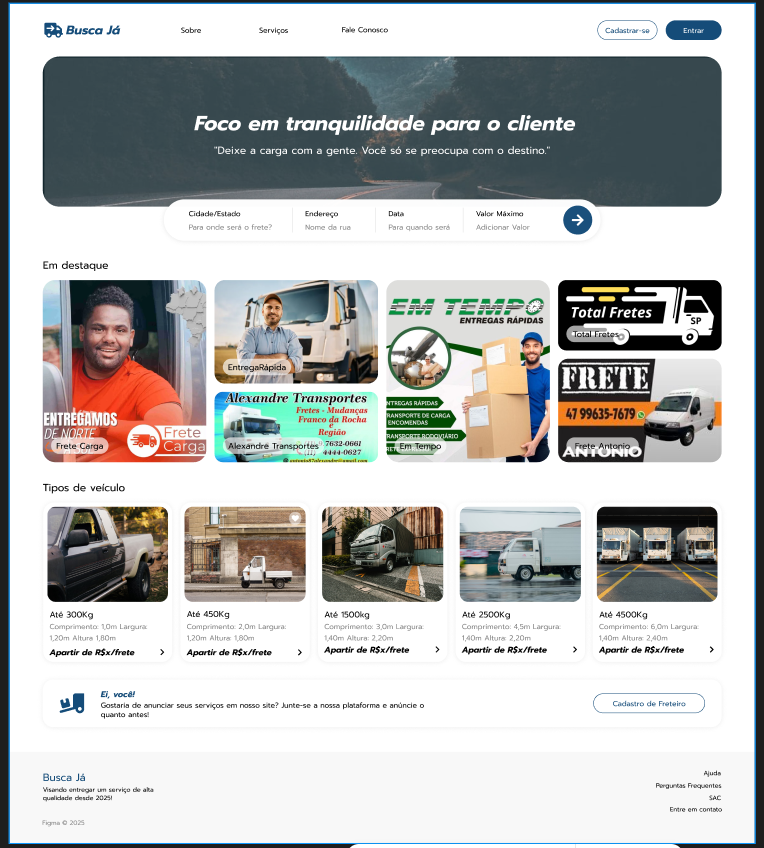 Busca Já
Sobre
Serviços
Fale Conosco
Cadastrar-se
Entrar
Foco em tranquilidade para o cliente
"Deixe a carga com a gente. Você só se preocupa com o destino."
Cidade/Estado
Para onde será o frete?
Endereço
Nome da rua
Data
Para quando será
Valor Máximo
Adicionar Valor
Em destaque
ENTREGAMOS
DE NORTE
Frete
Carga
Frete Carga
EntregaRápida
Alexandre Transportes
Fretes - Mudanças
Franco da Rocha
e
Região
7632-0661
4444-0627
Alexandre Transportes
EM TEMPO
ENTREGAS RÁPIDAS
NTREGAS RÁPIDAS
TRANSPORTE DE CARGA
ENCOMENDAS
TRANSPORTE RODOVIÁRIO
Em Tempo
Total Fretes
SP
Total Fretes
FRETE
47 99635-7679
ANTONIO
Frete Antonio
Tipos de veículo
Até 300Kg
Comprimento: 1,0m Largura:
1,20m Altura 1,80m
Apartir de R$x/frete
Até 450Kg
Comprimento: 2,0m Largura:
1,20m Altura: 1,80m
Apartir de R$x/frete
Até 1500kg
Comprimento: 3,0m Largura:
1,40m Altura: 2,20m
Apartir de R$x/frete
Até 2500Kg
Comprimento: 4,5m Largura:
1,40m Altura: 2,20m
Apartir de R$x/frete
Até 4500Kg
Comprimento: 6,0m Largura:
1,40m Altura: 2,40m
Apartir de R$x/frete
Ei, você!
Gostaria de anunciar seus serviços em nosso site? Junte-se a nossa plataforma e anúncie o
quanto antes!
Cadastro de Freteiro
Busca Já
Visando entregar um serviço de alta
qualidade desde 2025!
Figma © 2025
Ajuda
Perguntas Frequentes
SAC
Entre em contato